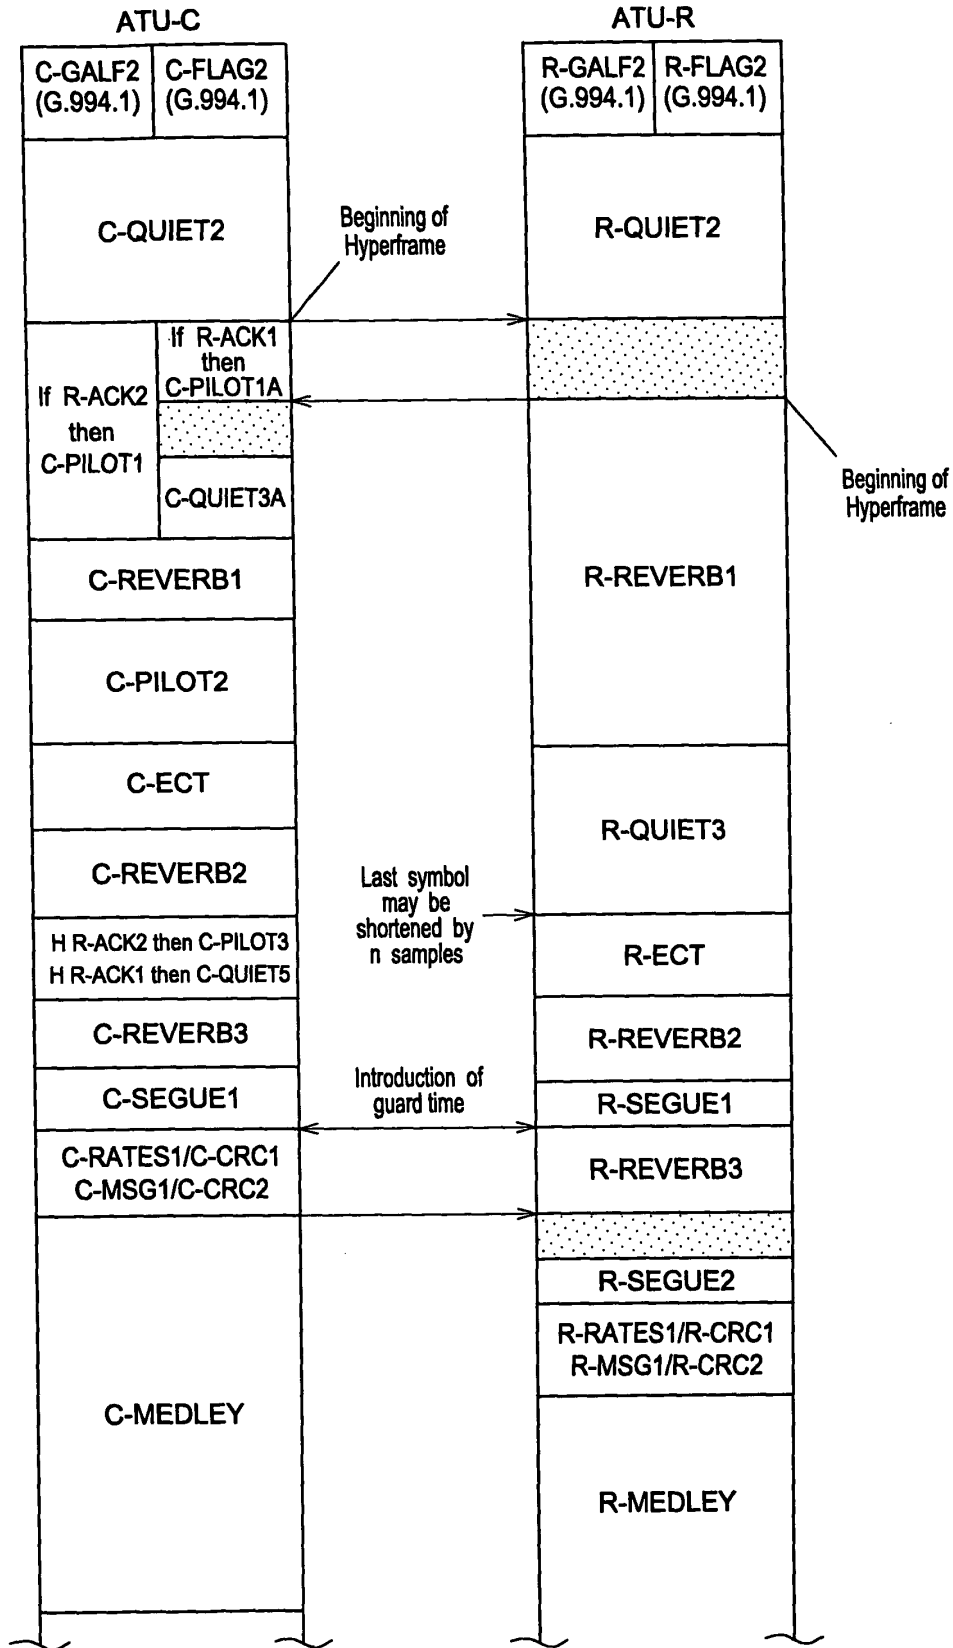 ATU-C
C-GALF2
(G.994.1)
C-FLAG2
(G.994.1)
C-QUIET2
Beginning of
Hyperframe
If R-ACK2
then
C-PILOT1
If R-ACK1
then
C-PILOT1A
C-QUIET3A
C-REVERB1
C-PILOT2
C-ECT
C-REVERB2
H R-ACK2 then C-PILOT3
H R-ACK1 then C-QUIET5
C-REVERB3
C-SEGUE1
C-RATES1/C-CRC1
C-MSG1/C-CRC2
C-MEDLEY
Last symbol
may be
shortened by
n samples
Introduction of
guard time
ATU-R
R-GALF2
(G.994.1)
R-FLAG2
(G.994.1)
R-QUIET2
Beginning of
Hyperframe
R-REVERB1
R-QUIET3
R-ECT
R-REVERB2
R-SEGUE1
R-REVERB3
R-SEGUE2
R-RATES1/R-CRC1
R-MSG1/R-CRC2
R-MEDLEY